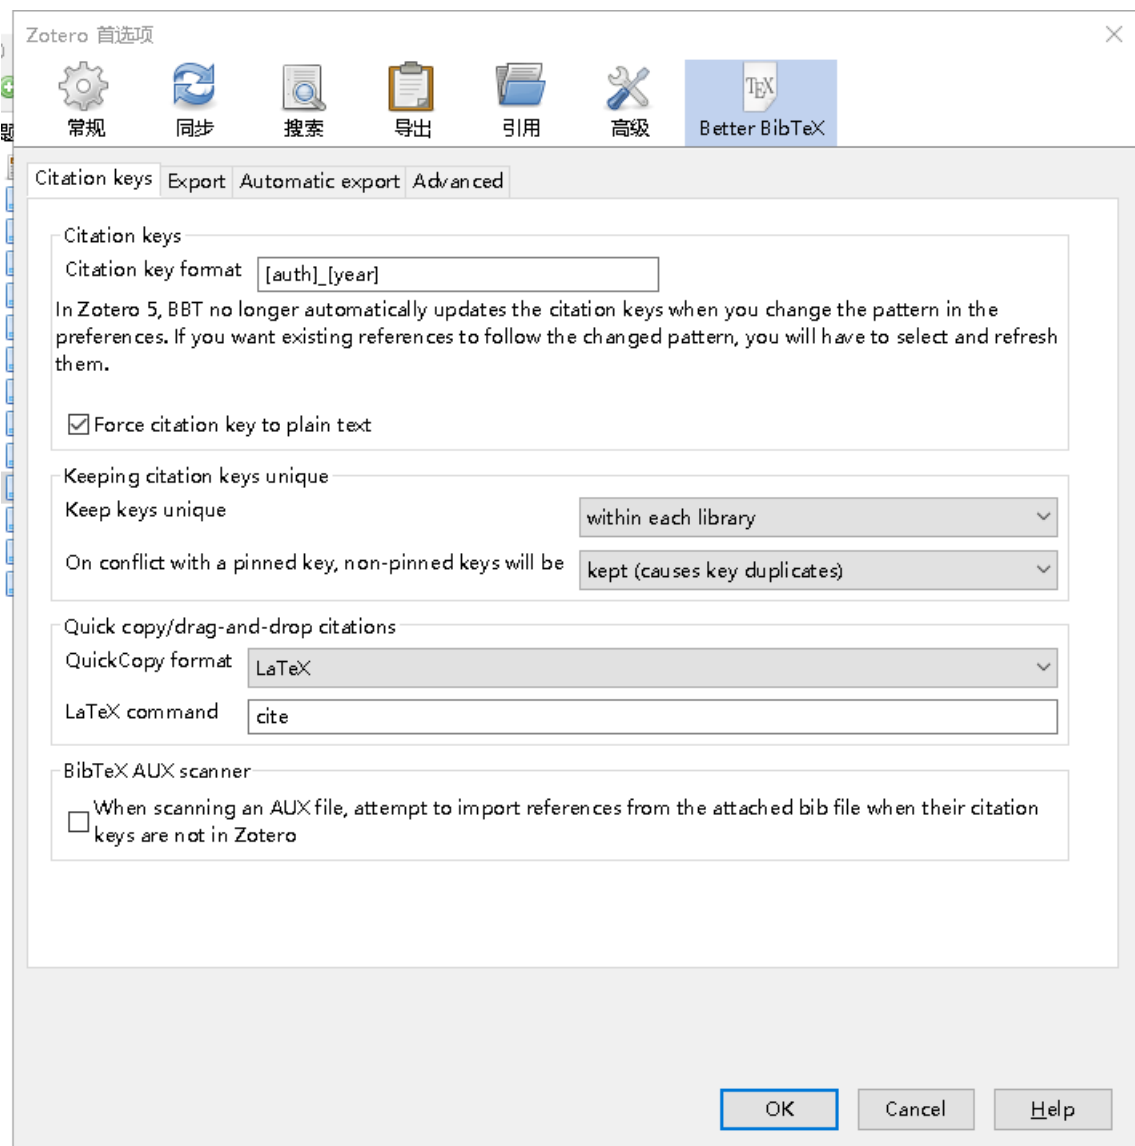 Zotero 首选项
常规 同步 搜索 导出 引用 高级 Better BibTeX
Citation keys Export Automatic export Advanced
Citation keys
Citation key format [auth]_[year]
In Zotero 5, BBT no longer automatically updates the citation keys when you change the pattern in the
preferences. If you want existing references to follow the changed pattern, you will have to select and refresh
them.
Force citation key to plain text
Keeping citation keys unique
Keep keys unique within each library
On conflict with a pinned key, non-pinned keys will be kept (causes key duplicates)
Quick copy/drag-and-drop citations
QuickCopy format LaTeX
LaTeX command cite
BibTeX AUX scanner
When scanning an AUX file, attempt to import references from the attached bib file when their citation
keys are not in Zotero
OK Cancel Help